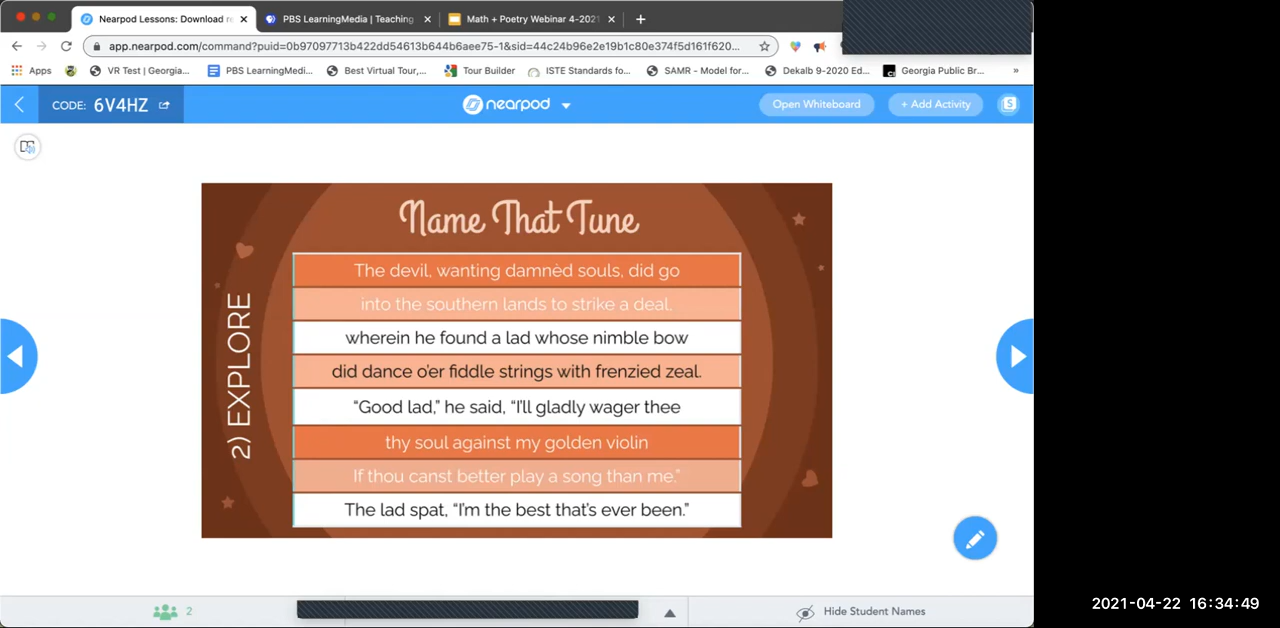 Nearpod Lessons: Download re
PBS LearningMedia | Teaching
Math + Poetry Webinar 4-2021
app.nearpod.com/command?puid=0b97097713b422dd54613b644b6aee75-1&sid=44c24b96e2e19b1c80e374f5d161f620...
Apps
VR Test | Georgia...
PBS LearningMedi...
Best Virtual Tour,...
Tour Builder
ISTE Standards fo...
SAMR - Model for...
Dekalb 9-2020 Ed...
Georgia Public Br...
»
CODE: 6V4HZ
nearpod
Open Whiteboard
+ Add Activity
S
Name That Tune
2) EXPLORE
The devil, wanting damnèd souls, did go
into the southern lands to strike a deal.
wherein he found a lad whose nimble bow
did dance o'er fiddle strings with frenzied zeal.
“Good lad,” he said, “I'll gladly wager thee
thy soul against my golden violin
If thou canst better play a song than me.”
The lad spat, “I'm the best that's ever been.”
2
Hide Student Names
2021-04-22 16:34:49